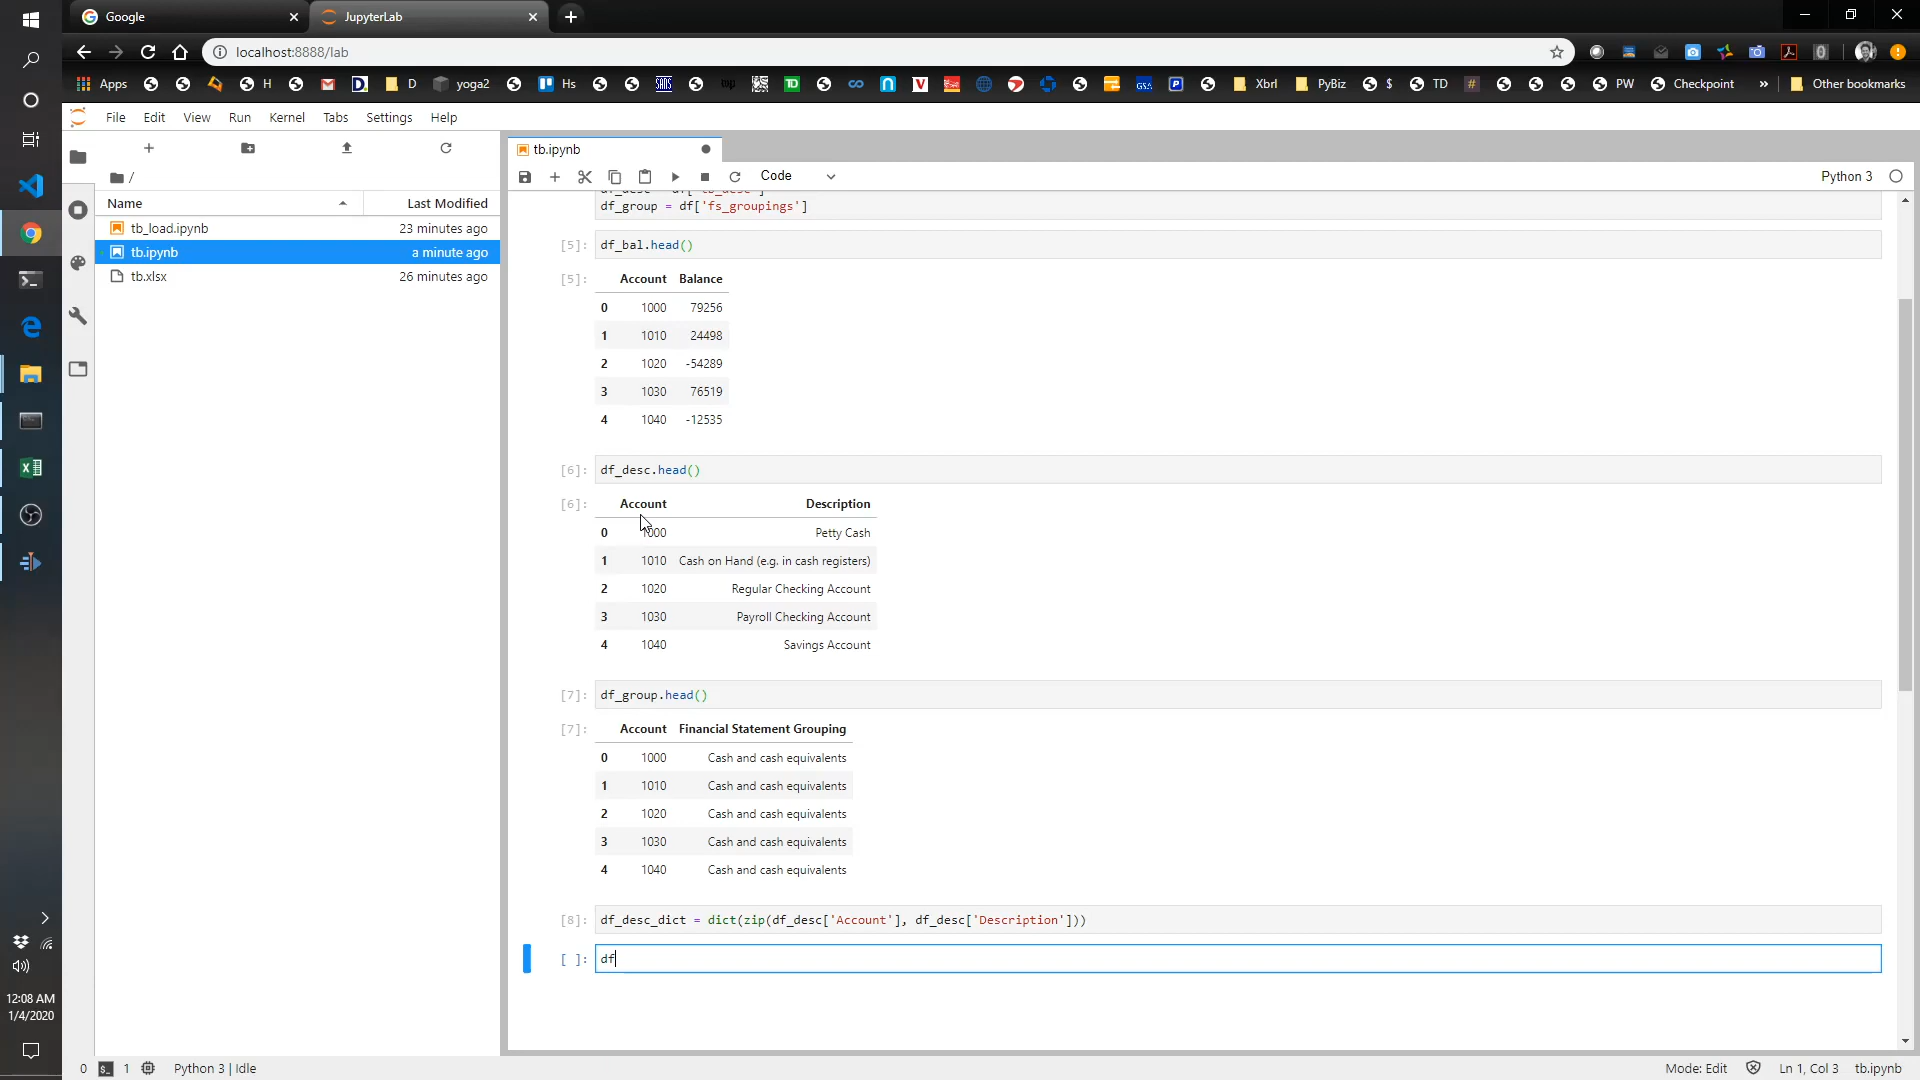 Google
JupyterLab
localhost:8888/lab
Apps
H
D
yoga2
Hs
SANS
TD
GSA
Xbrl
PyBiz
$
TD
#
PW
Checkpoint
»
Other bookmarks
File Edit View Run Kernel Tabs Settings Help
/
Name Last Modified
tb_load.ipynb 23 minutes ago
tb.ipynb a minute ago
tb.xlsx 26 minutes ago
tb.ipynb
Code
Python 3
df_desc = df['tb_desc']
df_group = df['fs_groupings']
[5]: df_bal.head()
[5]: Account Balance
0 1000 79256
1 1010 24498
2 1020 -54289
3 1030 76519
4 1040 -12535
[6]: df_desc.head()
[6]: Account Description
0 1000 Petty Cash
1 1010 Cash on Hand (e.g. in cash registers)
2 1020 Regular Checking Account
3 1030 Payroll Checking Account
4 1040 Savings Account
[7]: df_group.head()
[7]: Account Financial Statement Grouping
0 1000 Cash and cash equivalents
1 1010 Cash and cash equivalents
2 1020 Cash and cash equivalents
3 1030 Cash and cash equivalents
4 1040 Cash and cash equivalents
[8]: df_desc_dict = dict(zip(df_desc['Account'], df_desc['Description']))
[ ]: df
12:08 AM
1/4/2020
0 1 Python 3 | Idle
Mode: Edit Ln 1, Col 3 tb.ipynb